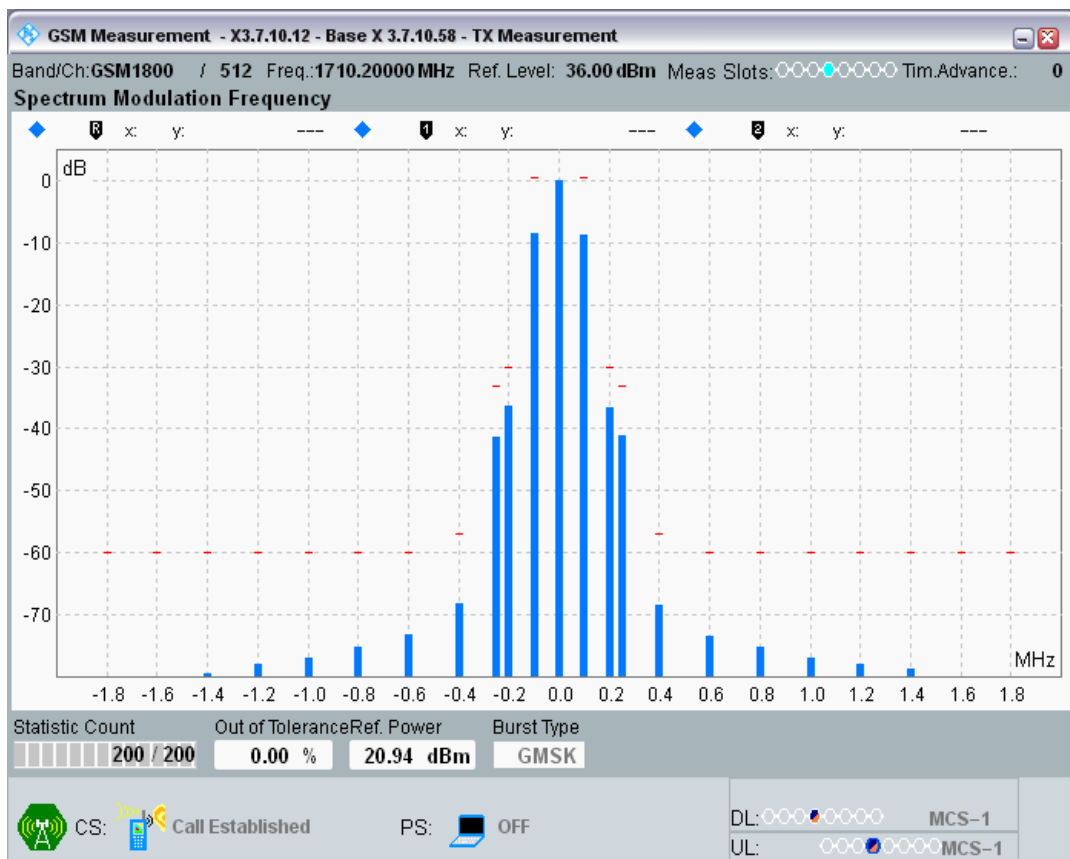 GSM Measurement - X3.7.10.12 - Base X 3.7.10.58 - TX Measurement
Band/Ch:GSM1800 / 512 Freq.:1710.20000 MHz Ref. Level: 36.00 dBm Meas Slots: Tim.Advance.: 0
Spectrum Modulation Frequency
R x: y: --- 1 x: y: --- 2 x: y: ---
dB
0
-10
-20
-30
-40
-50
-60
-70
MHz
-1.8 -1.6 -1.4 -1.2 -1.0 -0.8 -0.6 -0.4 -0.2 0.0 0.2 0.4 0.6 0.8 1.0 1.2 1.4 1.6 1.8
Statistic Count Out of Tolerance Ref. Power Burst Type
200 / 200 0.00 % 20.94 dBm GMSK
CS: Call Established PS: OFF DL: MCS-1
UL: MCS-1